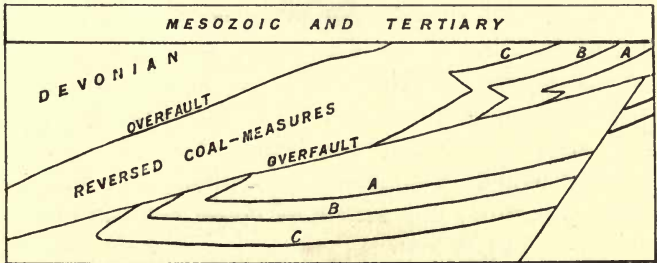 MESOZOIC AND TERTIARY
C B A
DEVONIAN
OVERFAULT
REVERSED COAL-MEASURES
OVERFAULT
A
B
C